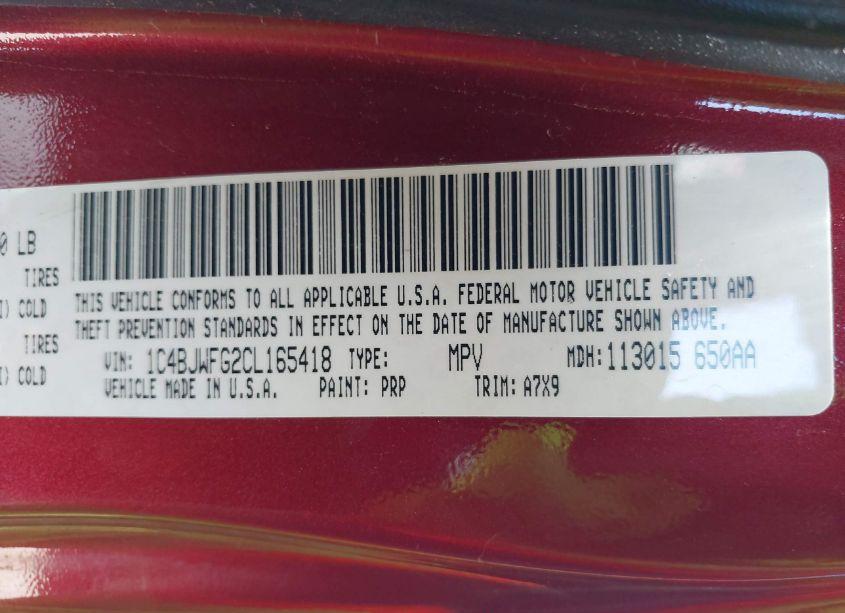 0 LB
TIRES
I) COLD
I) COLD
THIS VEHICLE CONFORMS TO ALL APPLICABLE U.S.A. FEDERAL MOTOR VEHICLE SAFETY AND
THEFT PREVENTION STANDARDS IN EFFECT ON THE DATE OF MANUFACTURE SHOWN ABOVE.
VIN: 1C4BJWFG2CL165418 TYPE: MPV MDH:113015 650AA
VEHICLE MADE IN U.S.A. PAINT: PRP TRIM: A7X9
TIRES